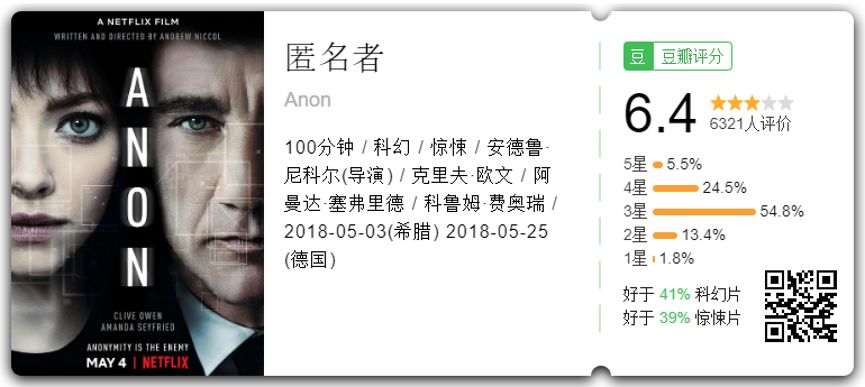 A NETFLIX FILM
WRITTEN AND DIRECTED BY ANDREW NICCOL
ANON
CLIVE OWEN
AMANDA SEYFRIED
ANONYMITY IS THE ENEMY
MAY 4 | NETFLIX
匿名者
Anon
100分钟 / 科幻 / 惊悚 / 安德鲁·
尼科尔(导演) / 克里夫·欧文 / 阿
曼达·塞弗里德 / 科鲁姆·费奥瑞 /
2018-05-03(希腊) 2018-05-25
(德国)
豆 豆瓣评分
6.4
6321人评价
5星 5.5%
4星 24.5%
3星 54.8%
2星 13.4%
1星 1.8%
好于 41% 科幻片
好于 39% 惊悚片